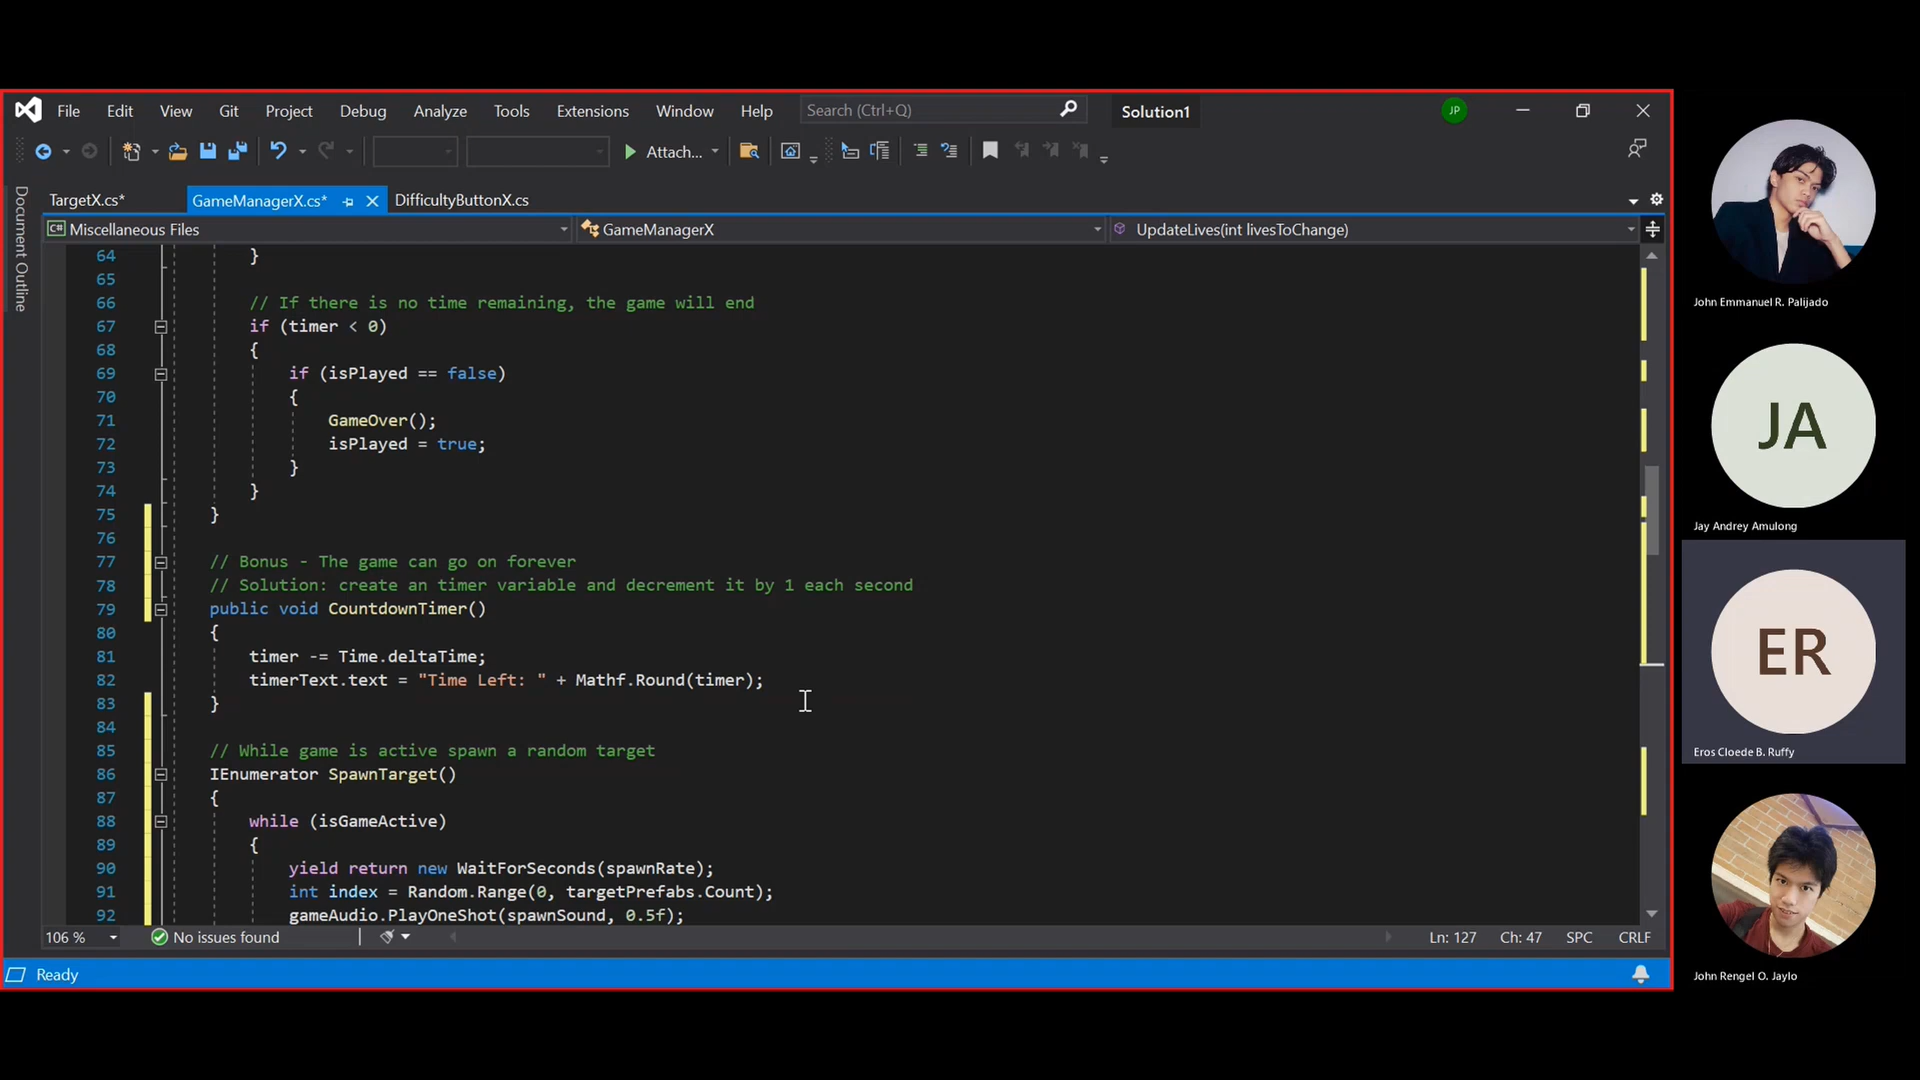 File Edit View Git Project Debug Analyze Tools Extensions Window Help Search (Ctrl+Q) Solution1 JP
Attach...
TargetX.cs* GameManagerX.cs* DifficultyButtonX.cs
Document Outline
C# Miscellaneous Files GameManagerX UpdateLives(int livesToChange)
64 }
65
66 // If there is no time remaining, the game will end
67 if (timer < 0)
68 {
69 if (isPlayed == false)
70 {
71 GameOver();
72 isPlayed = true;
73 }
74 }
75 }
76
77 // Bonus - The game can go on forever
78 // Solution: create an timer variable and decrement it by 1 each second
79 public void CountdownTimer()
80 {
81 timer -= Time.deltaTime;
82 timerText.text = "Time Left: " + Mathf.Round(timer);
83 }
84
85 // While game is active spawn a random target
86 IEnumerator SpawnTarget()
87 {
88 while (isGameActive)
89 {
90 yield return new WaitForSeconds(spawnRate);
91 int index = Random.Range(0, targetPrefabs.Count);
92 gameAudio.PlayOneShot(spawnSound, 0.5f);
106 % No issues found Ln: 127 Ch: 47 SPC CRLF
Ready
John Emmanuel R. Palijado
JA
Jay Andrey Amulong
ER
Eros Cloede B. Ruffy
John Rengel O. Jaylo